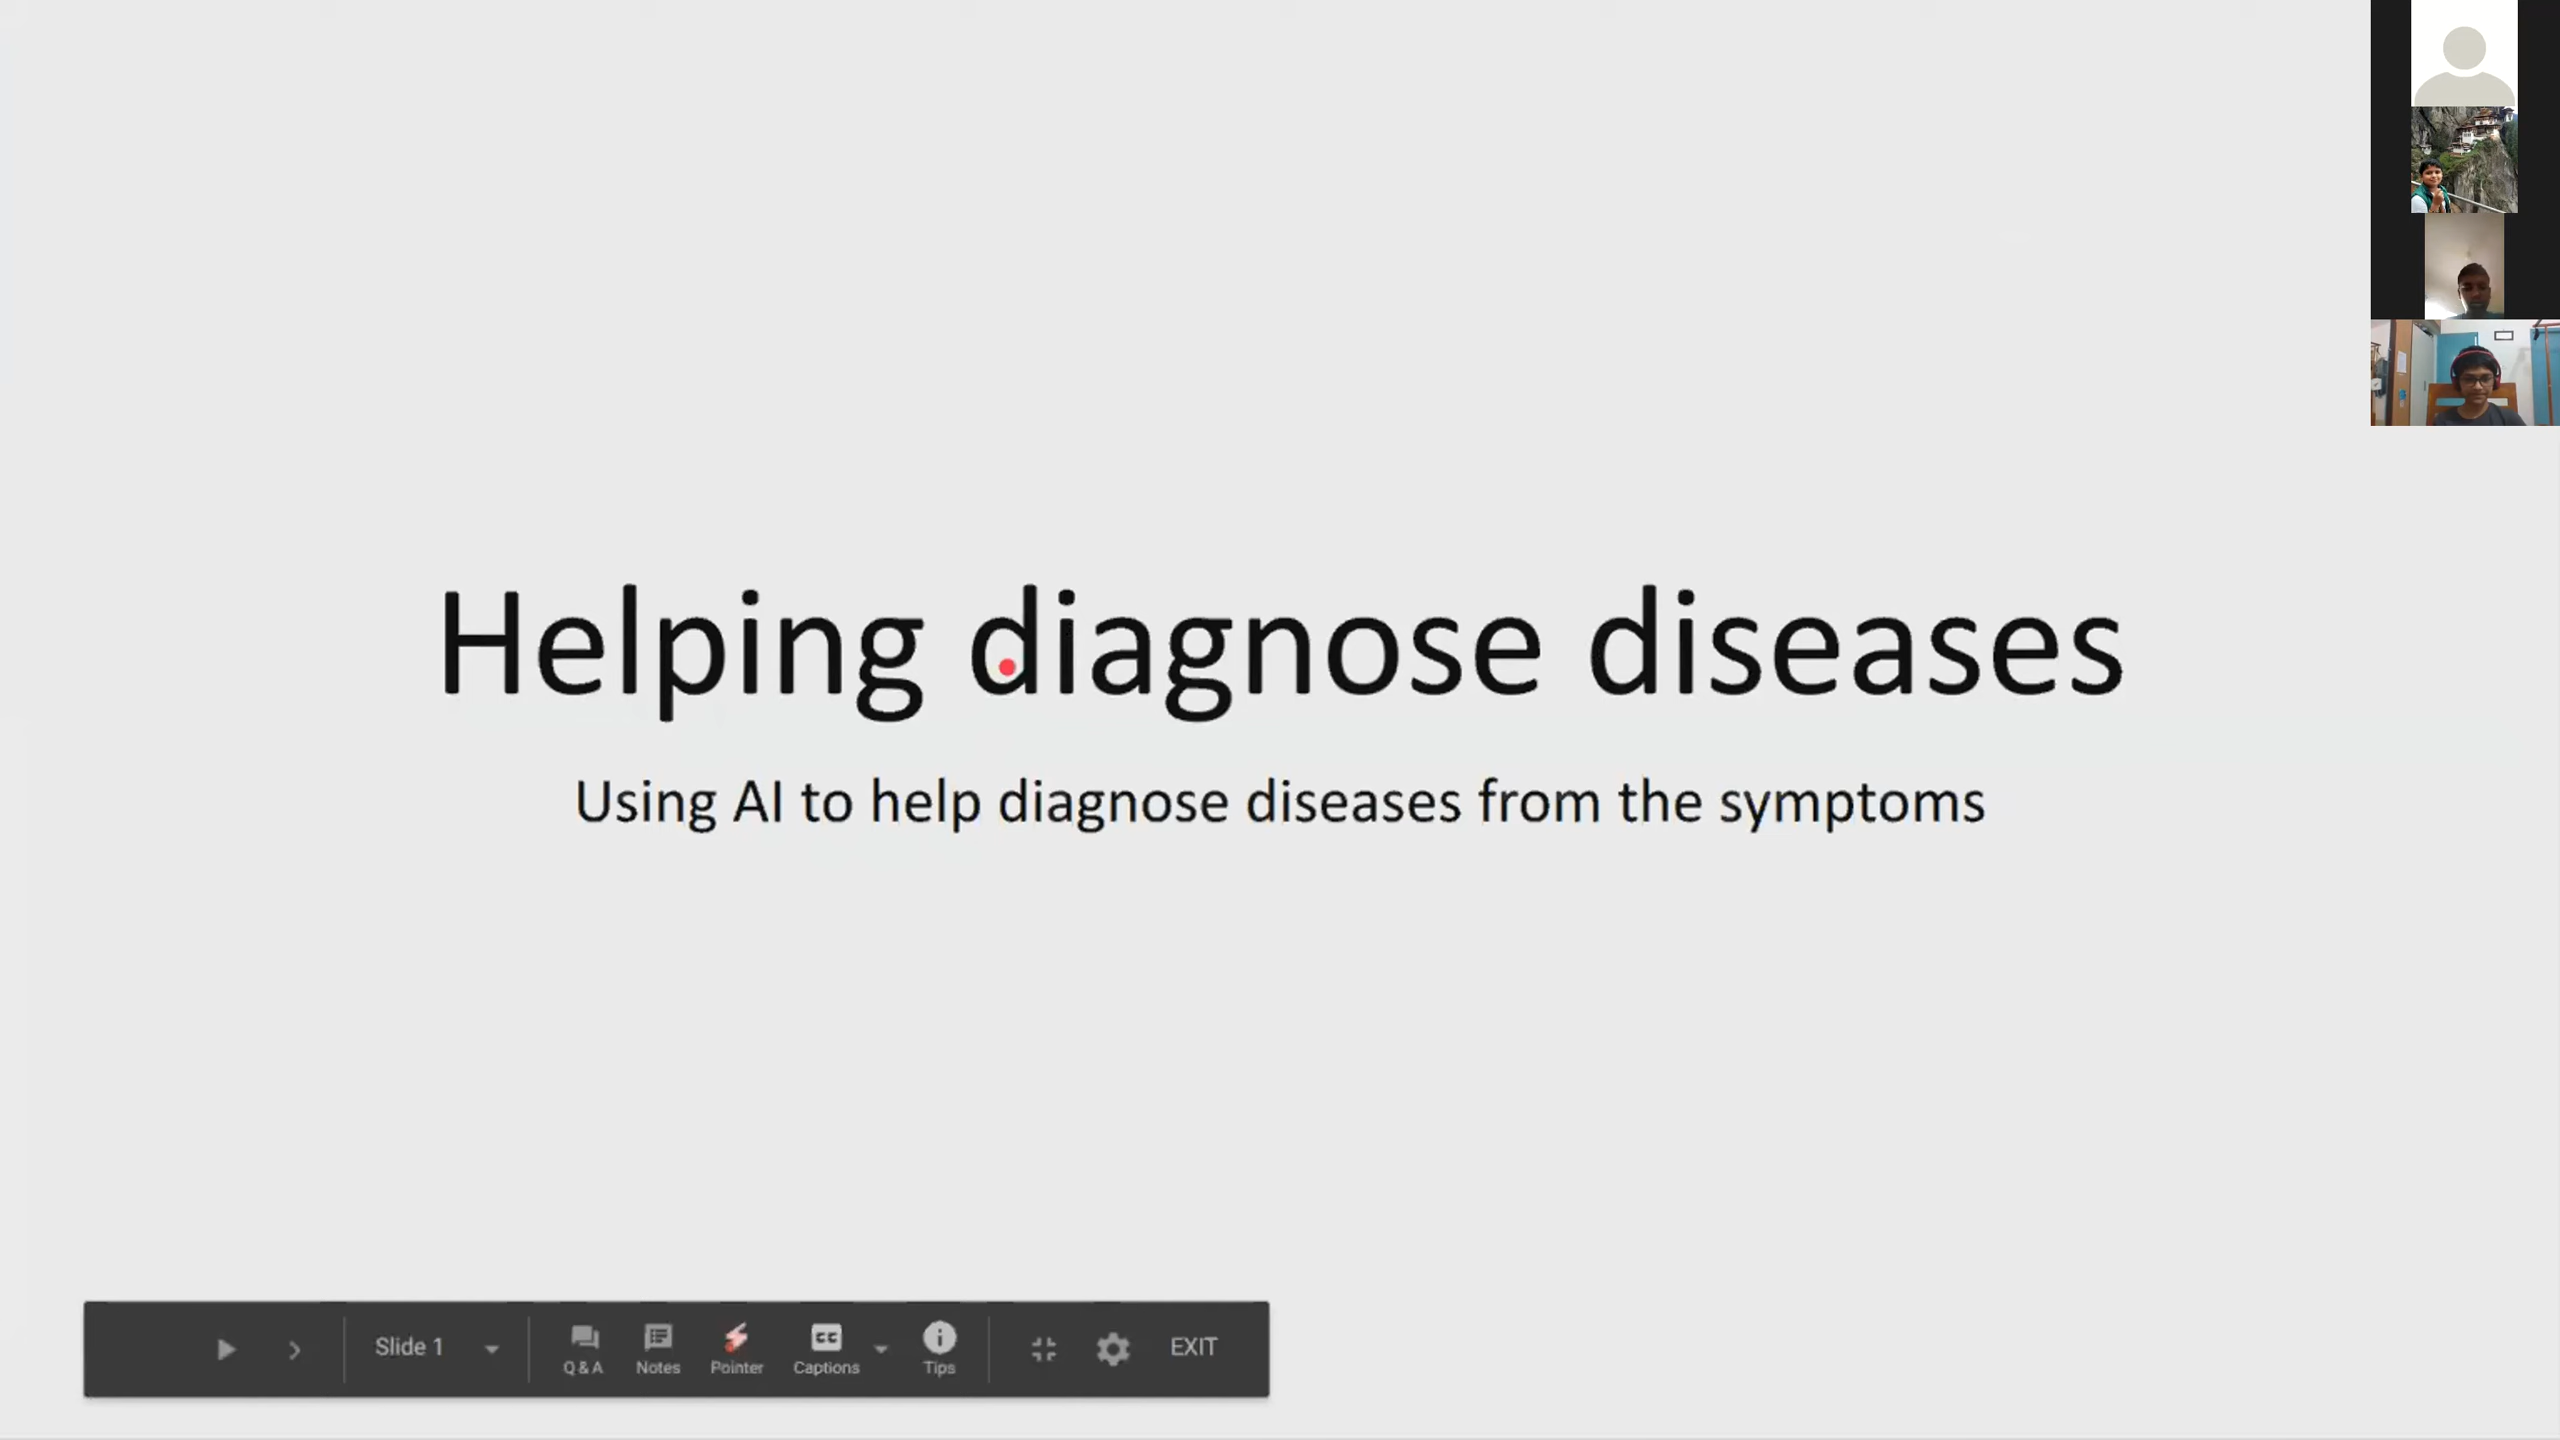 Helping diagnose diseases
Using AI to help diagnose diseases from the symptoms
Slide 1
Q & A
Notes
Pointer
CC
Captions
Tips
EXIT